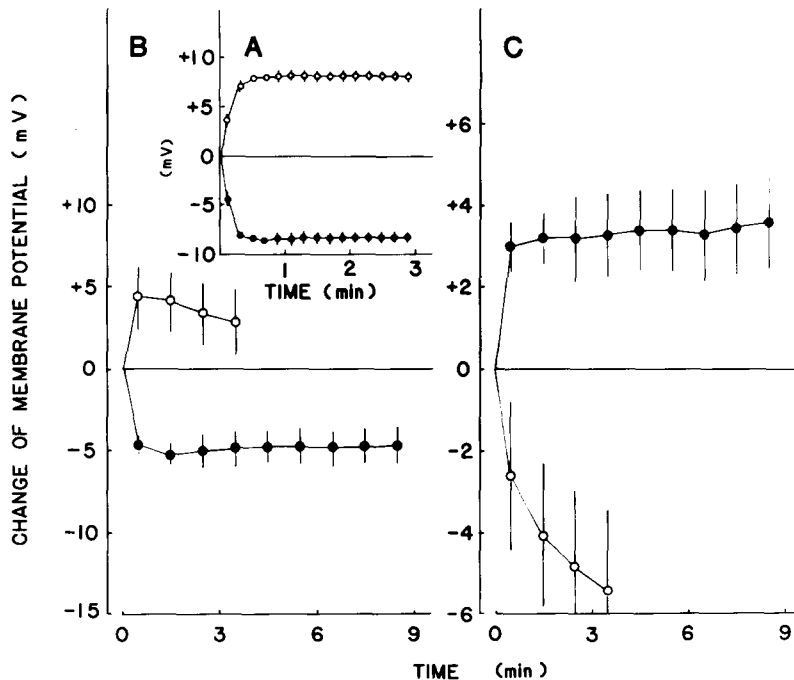 CHANGE OF MEMBRANE POTENTIAL (mV)
B
+10
+5
0
-5
-10
-15
0 3 6 9
A
+10
+5
0
-5
-10
(mV)
0 1 2 3
TIME (min)
C
+6
+4
+2
0
-2
-4
-6
0 3 6 9
TIME (min)